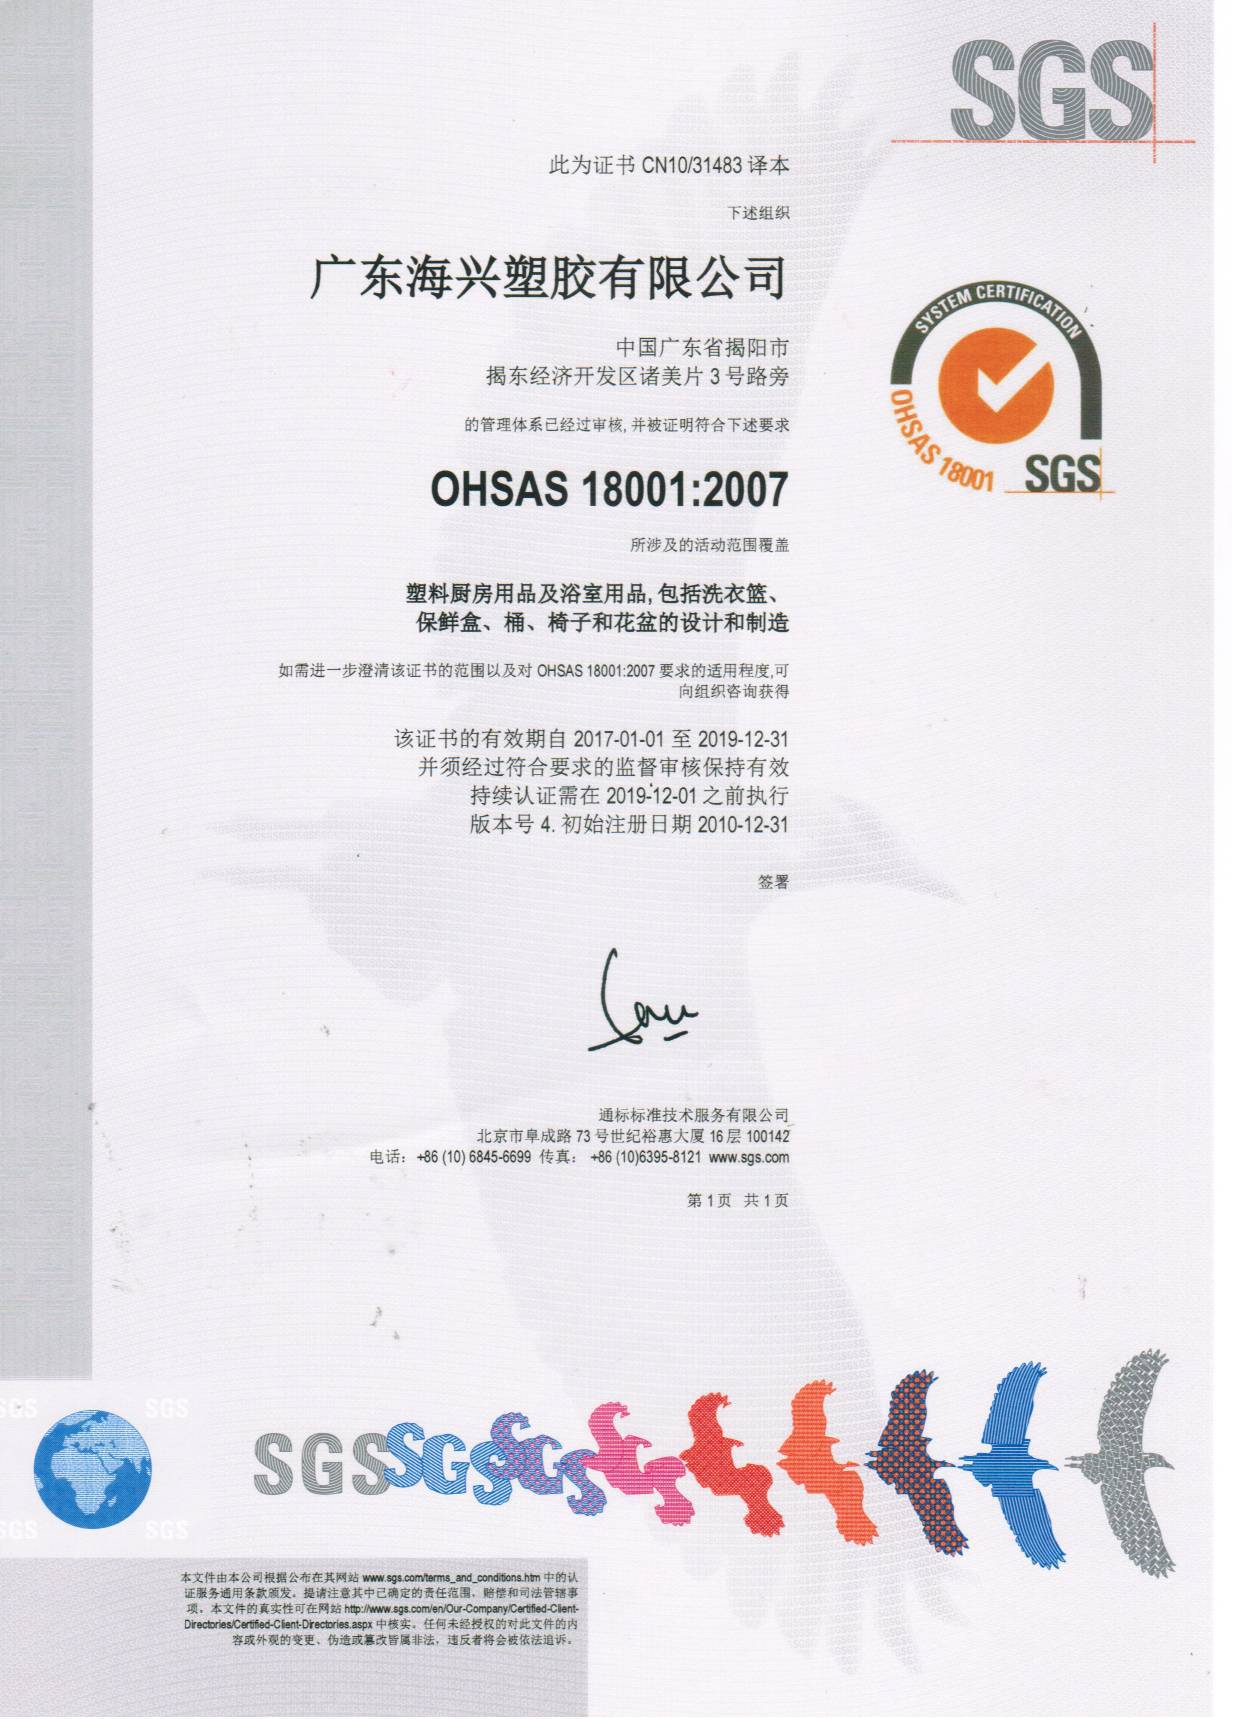 SGS
此为证书 CN10/31483 译本
下述组织
广东海兴塑胶有限公司
中国广东省揭阳市
揭东经济开发区诸美片 3 号路旁
的管理体系已经过审核, 并被证明符合下述要求
OHSAS 18001:2007
所涉及的活动范围覆盖
塑料厨房用品及浴室用品, 包括洗衣篮、
保鲜盒、桶、椅子和花盆的设计和制造
如需进一步澄清该证书的范围以及对 OHSAS 18001:2007 要求的适用程度,可
向组织咨询获得
该证书的有效期自 2017-01-01 至 2019-12-31
并须经过符合要求的监督审核保持有效
持续认证需在 2019-12-01 之前执行
版本号 4. 初始注册日期 2010-12-31
签署
SYSTEM CERTIFICATION
OHSAS 18001
SGS
通标标准技术服务有限公司
北京市阜成路 73 号世纪裕惠大厦 16 层 100142
电话： +86 (10) 6845-6699 传真： +86 (10)6395-8121 www.sgs.com
第 1 页 共 1 页
SGS SGS
SGS SGS
SGS SGS SGS
本文件由本公司根据公布在其网站 www.sgs.com/terms_and_conditions.htm 中的认
证服务通用条款颁发。提请注意其中已确定的责任范围、赔偿和司法管辖事
项。本文件的真实性可在网站 http://www.sgs.com/en/Our-Company/Certified-Client-
Directories/Certified-Client-Directories.aspx 中核实。任何未经授权的对此文件的内
容或外观的变更、伪造或篡改皆属非法，违反者将会被依法追诉。